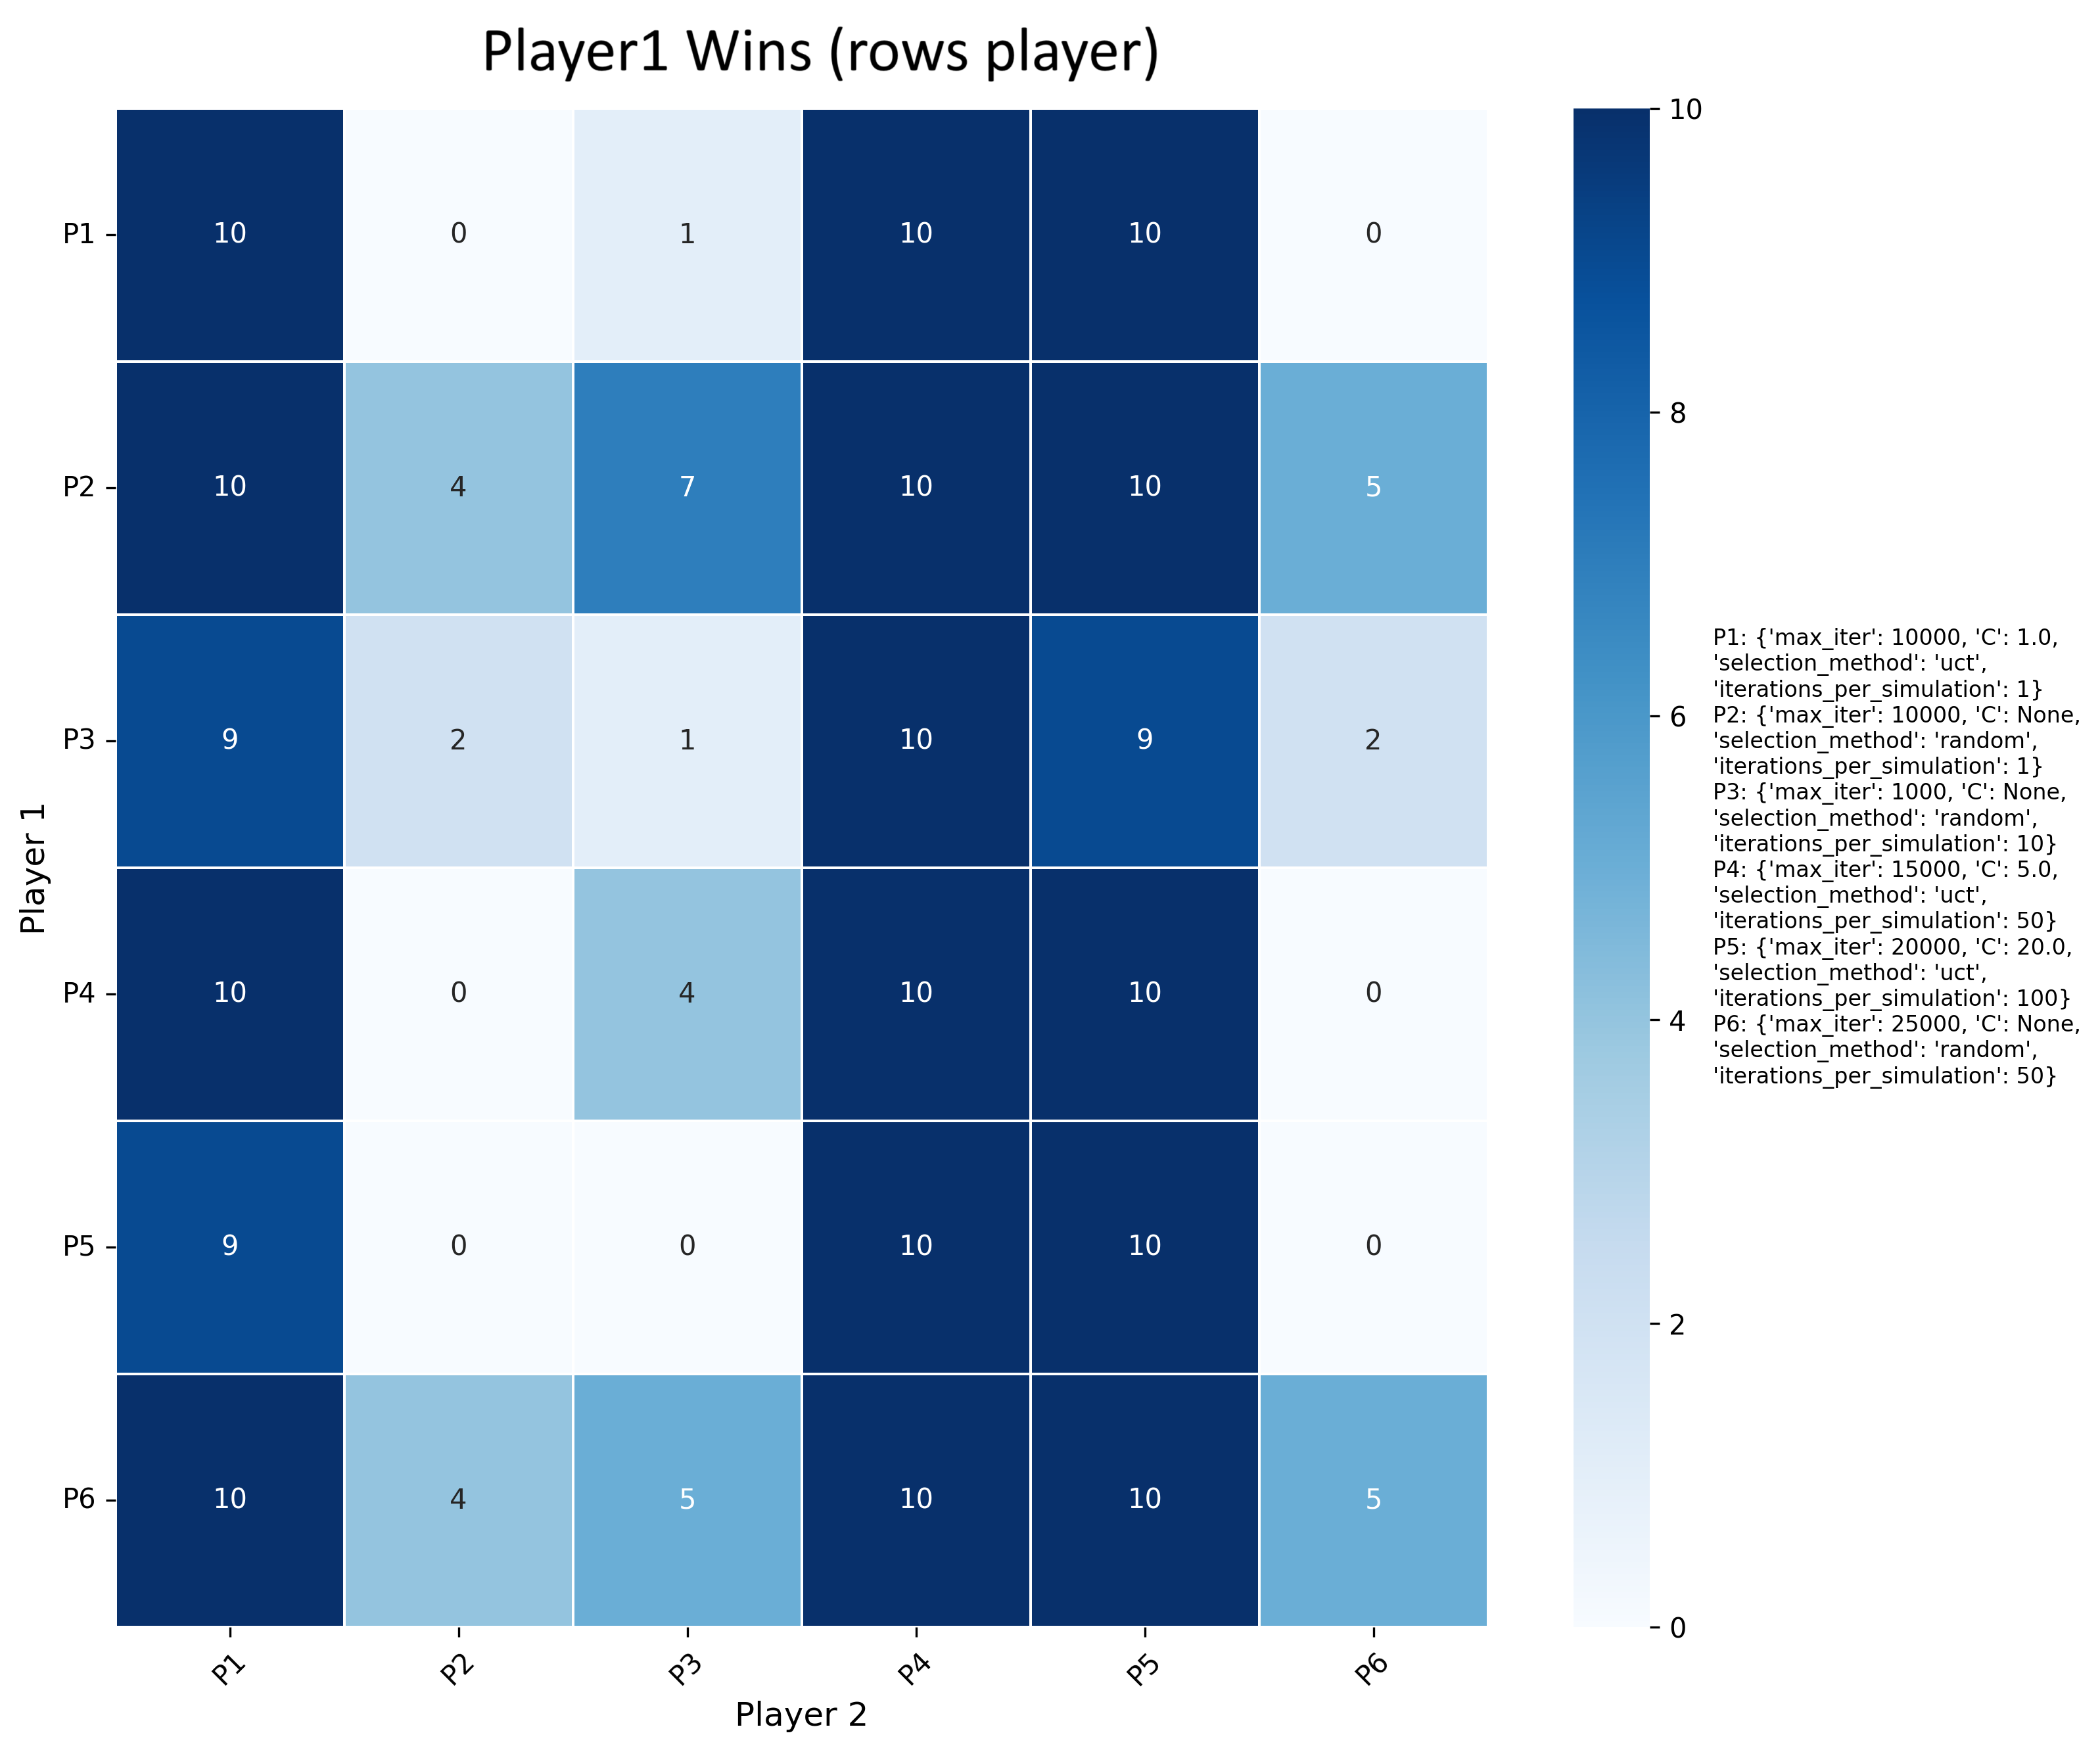 Player1 Wins (rows player)
P1 10 0 1 10 10 0
P2 10 4 7 10 10 5
P3 9 2 1 10 9 2
P4 10 0 4 10 10 0
P5 9 0 0 10 10 0
P6 10 4 5 10 10 5
P1 P2 P3 P4 P5 P6
Player 2
Player 1
10
8
6
4
2
0
P1: {'max_iter': 10000, 'C': 1.0,
'selection_method': 'uct',
'iterations_per_simulation': 1}
P2: {'max_iter': 10000, 'C': None,
'selection_method': 'random',
'iterations_per_simulation': 1}
P3: {'max_iter': 1000, 'C': None,
'selection_method': 'random',
'iterations_per_simulation': 10}
P4: {'max_iter': 15000, 'C': 5.0,
'selection_method': 'uct',
'iterations_per_simulation': 50}
P5: {'max_iter': 20000, 'C': 20.0,
'selection_method': 'uct',
'iterations_per_simulation': 100}
P6: {'max_iter': 25000, 'C': None,
'selection_method': 'random',
'iterations_per_simulation': 50}